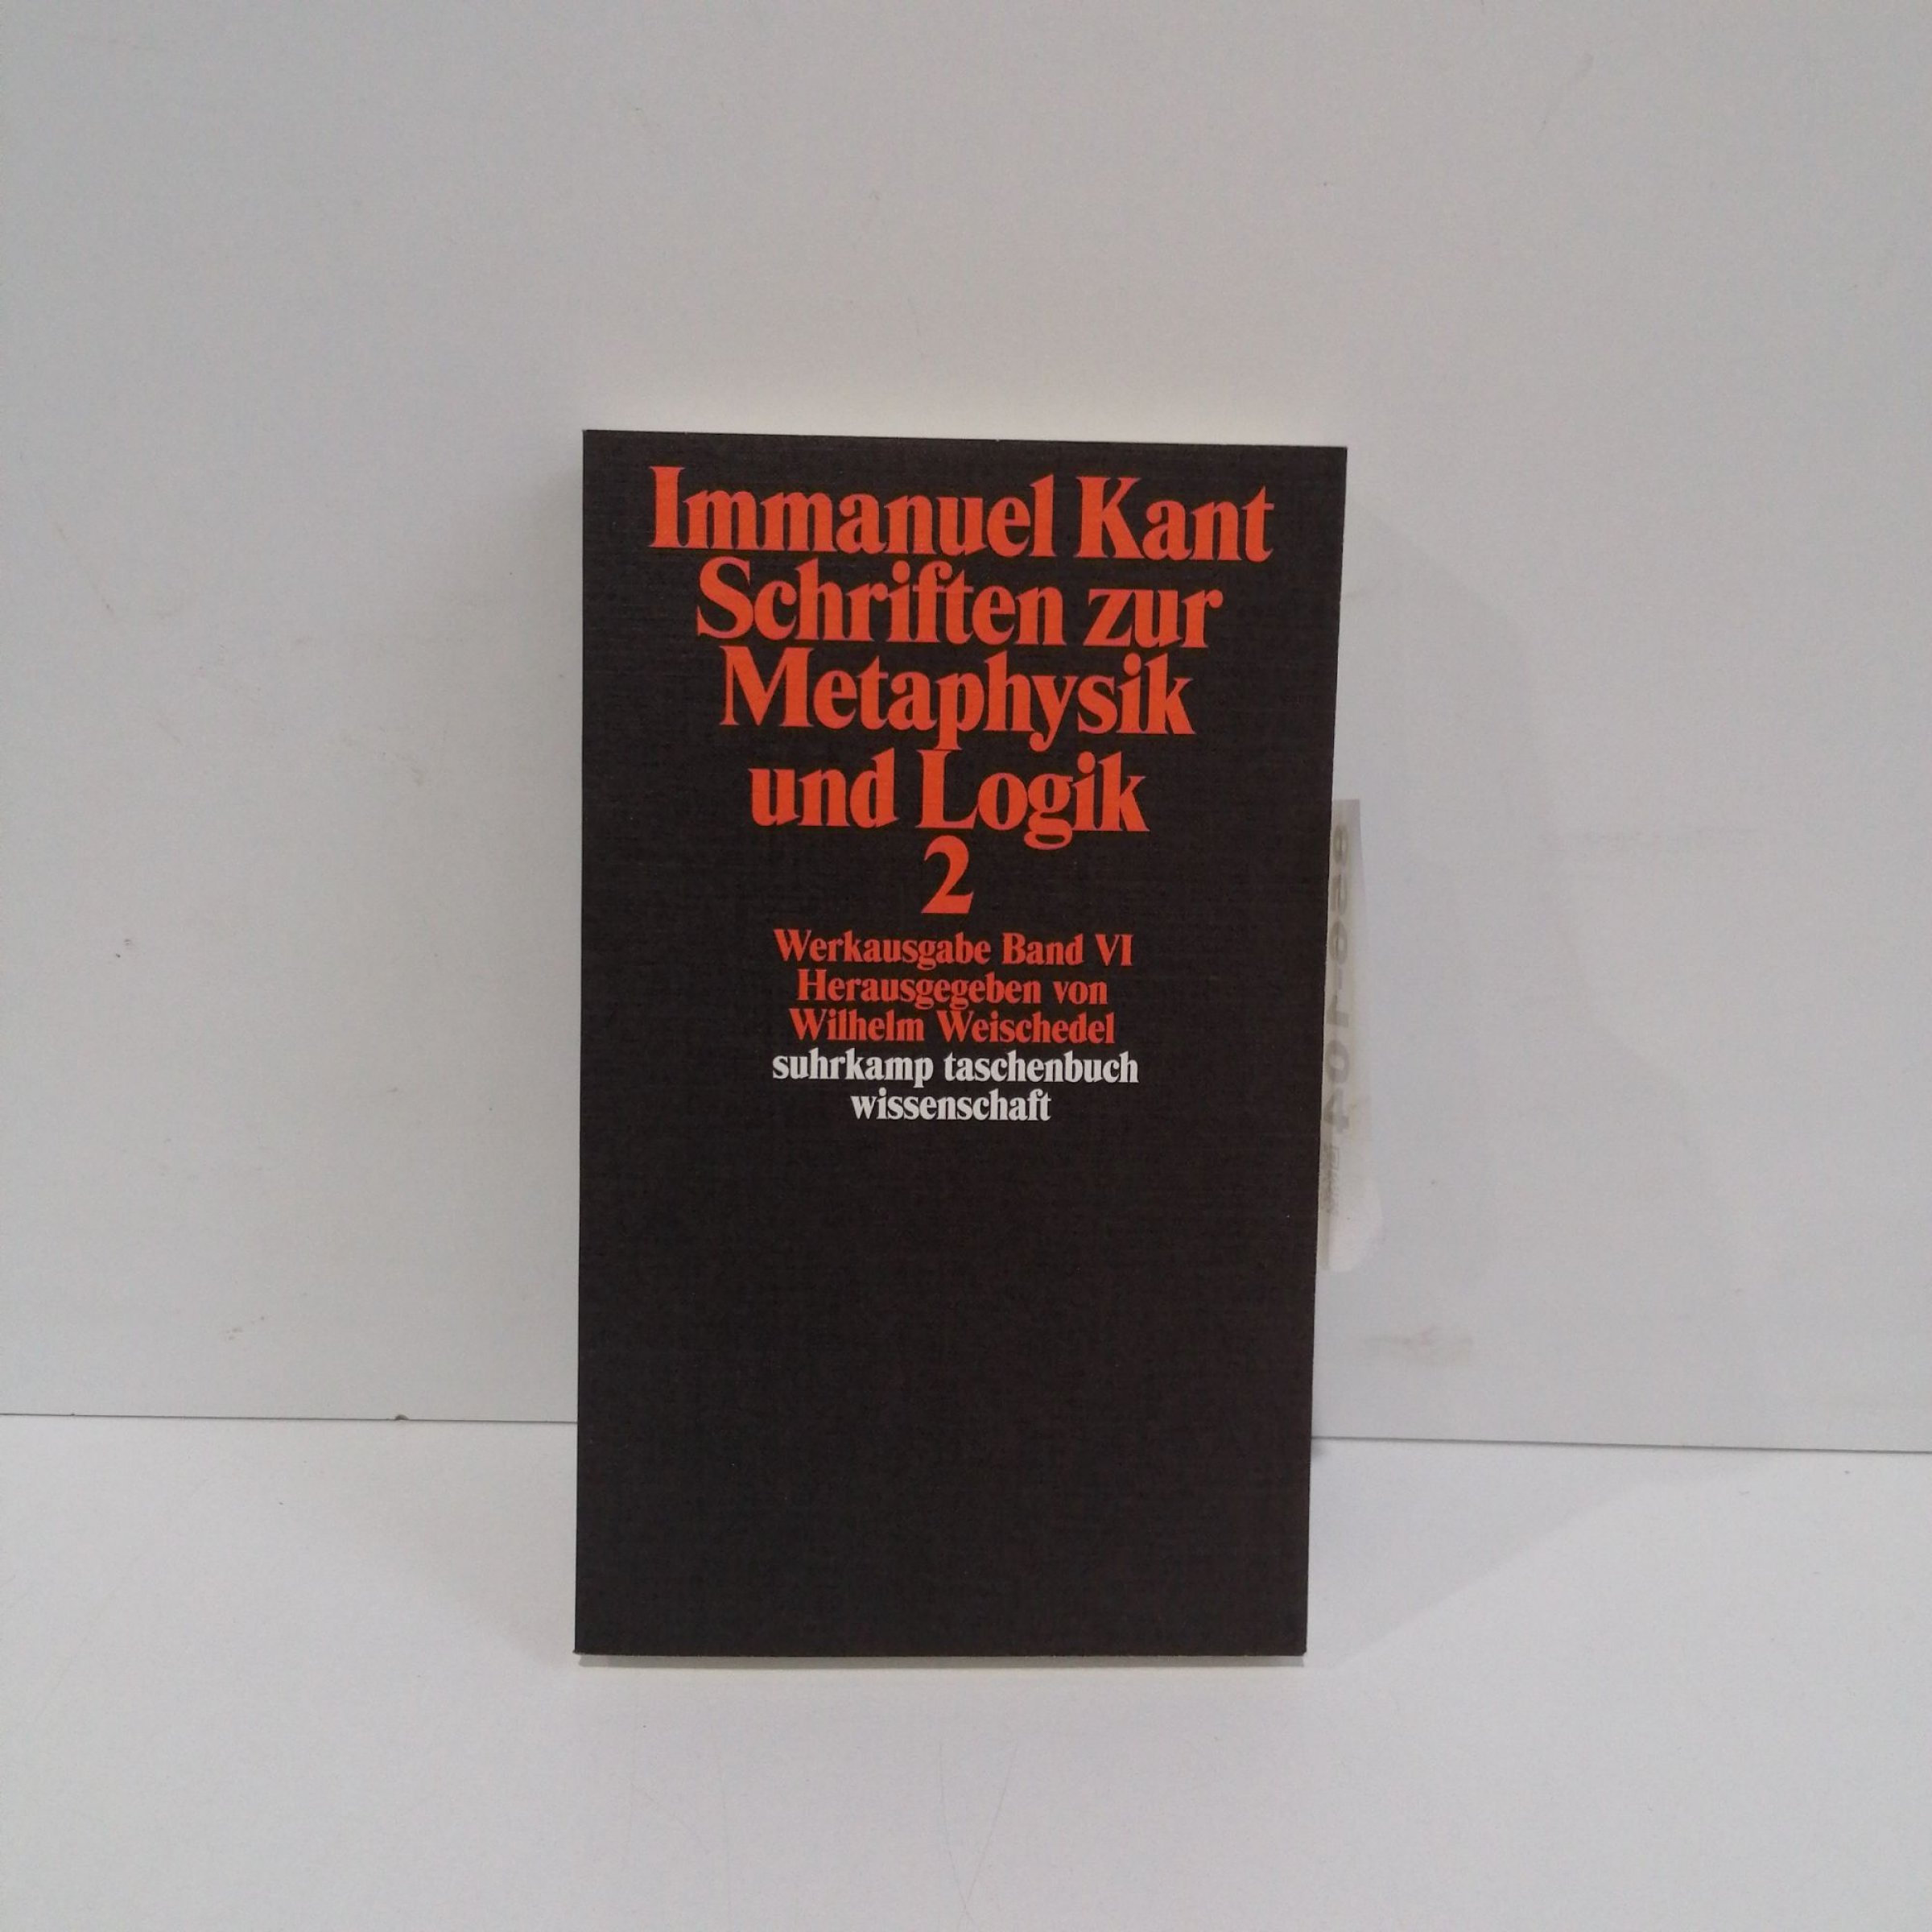 Immanuel Kant
Schriften zur
Metaphysik
und Logik
2
Werkausgabe Band VI
Herausgegeben von
Wilhelm Weischedel
suhrkamp taschenbuch
wissenschaft